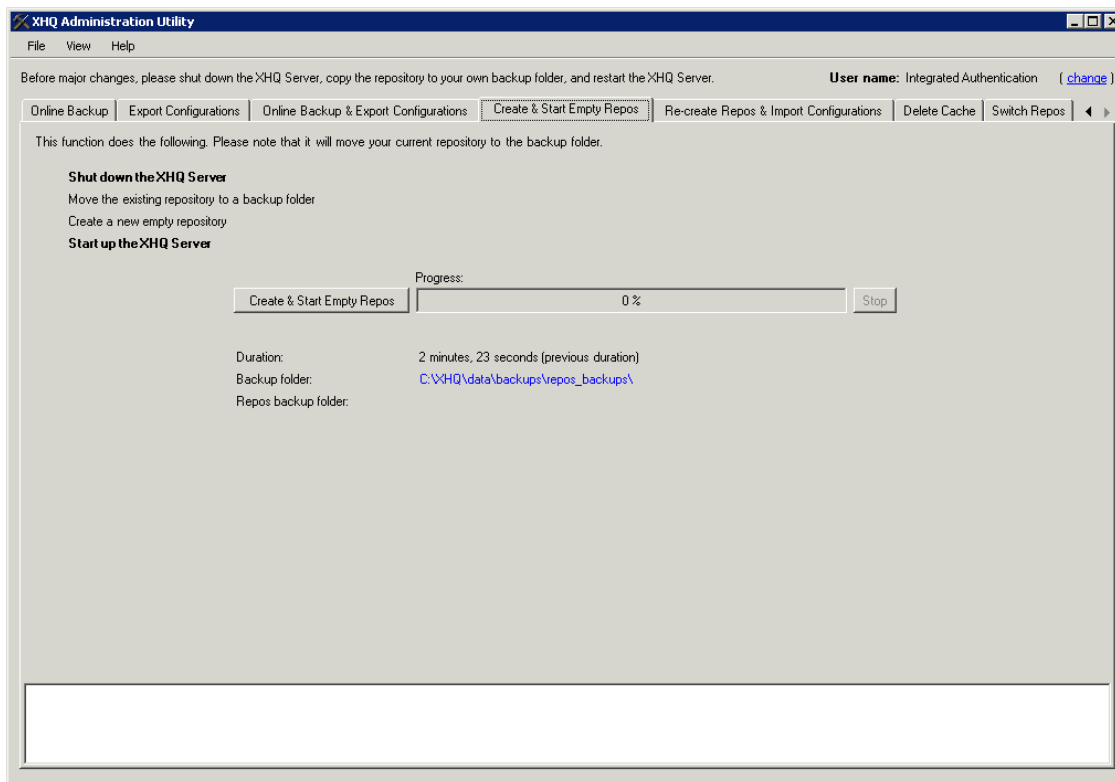 XHQ Administration Utility
File View Help
Before major changes, please shut down the XHQ Server, copy the repository to your own backup folder, and restart the XHQ Server. User name: Integrated Authentication ( change )
Online Backup Export Configurations Online Backup & Export Configurations Create & Start Empty Repos Re-create Repos & Import Configurations Delete Cache Switch Repos
This function does the following. Please note that it will move your current repository to the backup folder.
Shut down the XHQ Server
Move the existing repository to a backup folder
Create a new empty repository
Start up the XHQ Server
Progress:
Create & Start Empty Repos 0 % Stop
Duration: 2 minutes, 23 seconds (previous duration)
Backup folder: C:\XHQ\data\backups\repos_backups\
Repos backup folder: